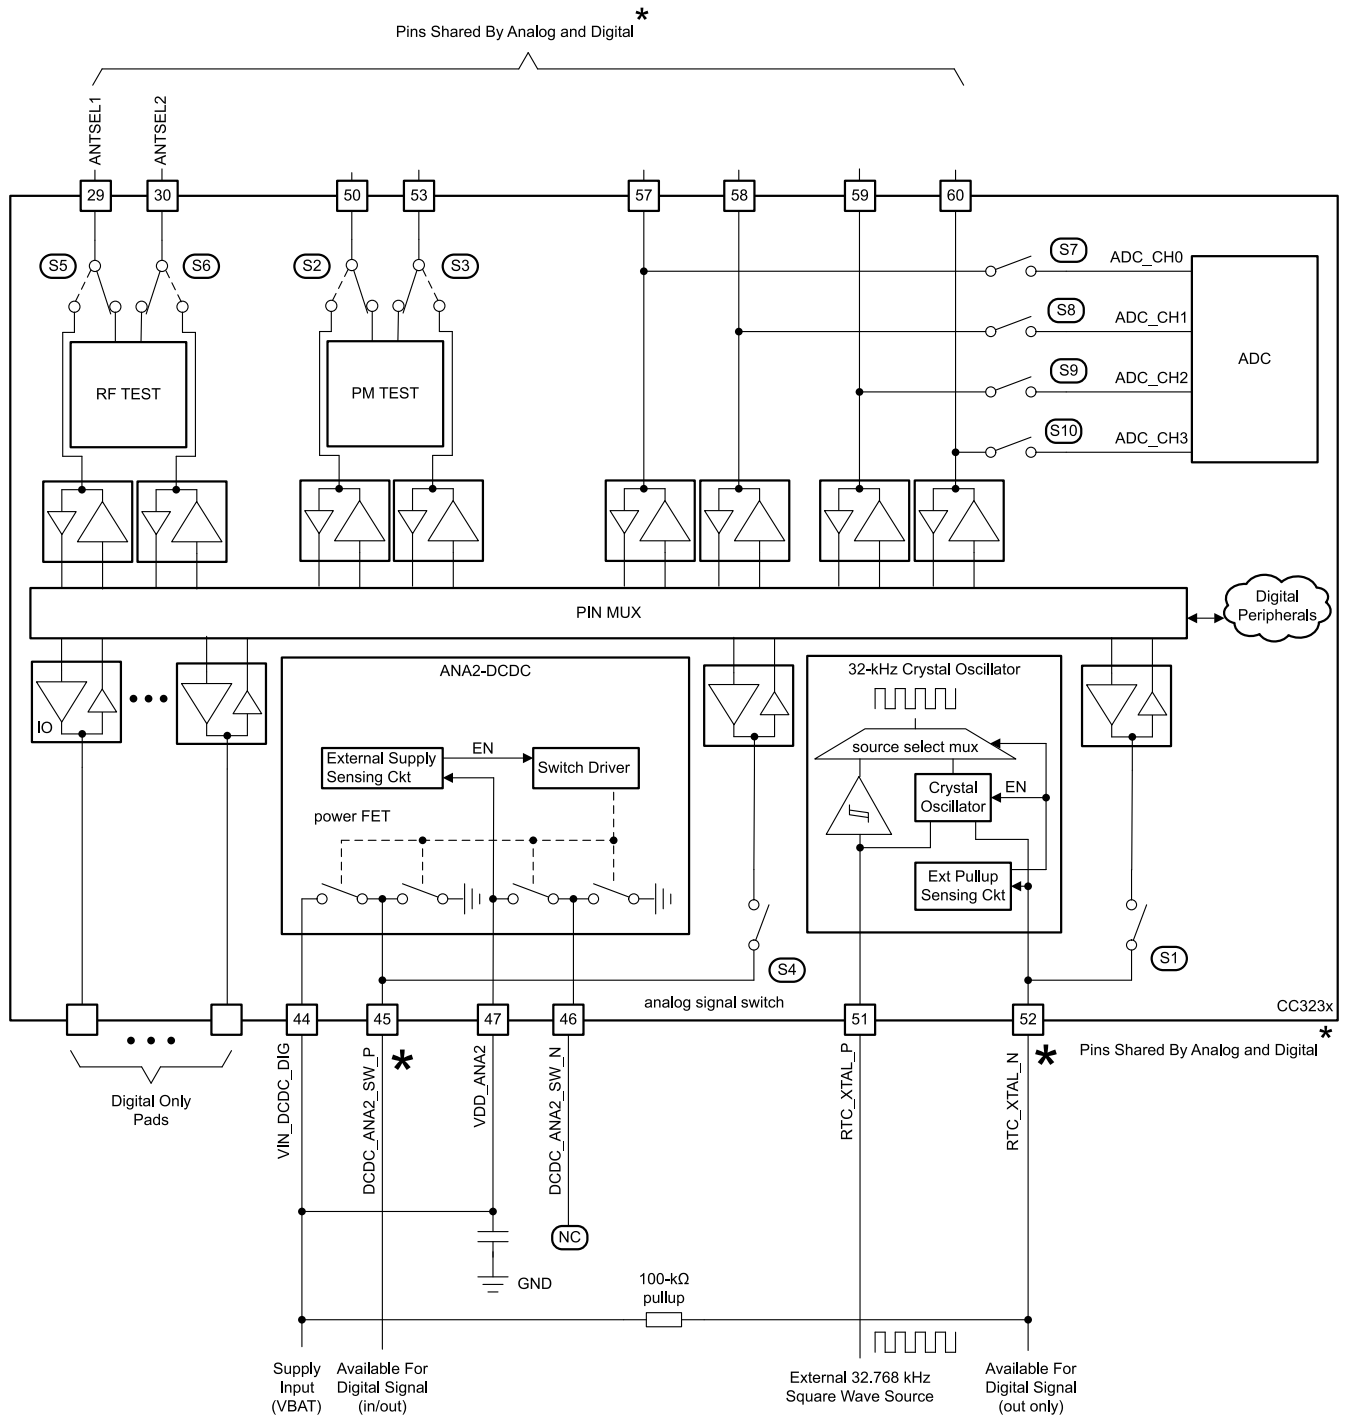 Pins Shared By Analog and Digital *
ANTSEL1
ANTSEL2
29
30
50
53
57
58
59
60
S5
S6
S2
S3
S7
ADC_CH0
S8
ADC_CH1
S9
ADC_CH2
S10
ADC_CH3
ADC
RF TEST
PM TEST
PIN MUX
Digital
Peripherals
IO
ANA2-DCDC
External Supply
Sensing Ckt
EN
Switch Driver
power FET
32-kHz Crystal Oscillator
source select mux
Crystal
Oscillator
EN
Ext Pullup
Sensing Ckt
S4
S1
analog signal switch
CC323x
44
45
47
46
51
52
Digital Only
Pads
VIN_DCDC_DIG
DCDC_ANA2_SW_P
*
VDD_ANA2
DCDC_ANA2_SW_N
RTC_XTAL_P
RTC_XTAL_N
*
Pins Shared By Analog and Digital *
NC
GND
100-kΩ
pullup
Supply
Input
(VBAT)
Available For
Digital Signal
(in/out)
External 32.768 kHz
Square Wave Source
Available For
Digital Signal
(out only)